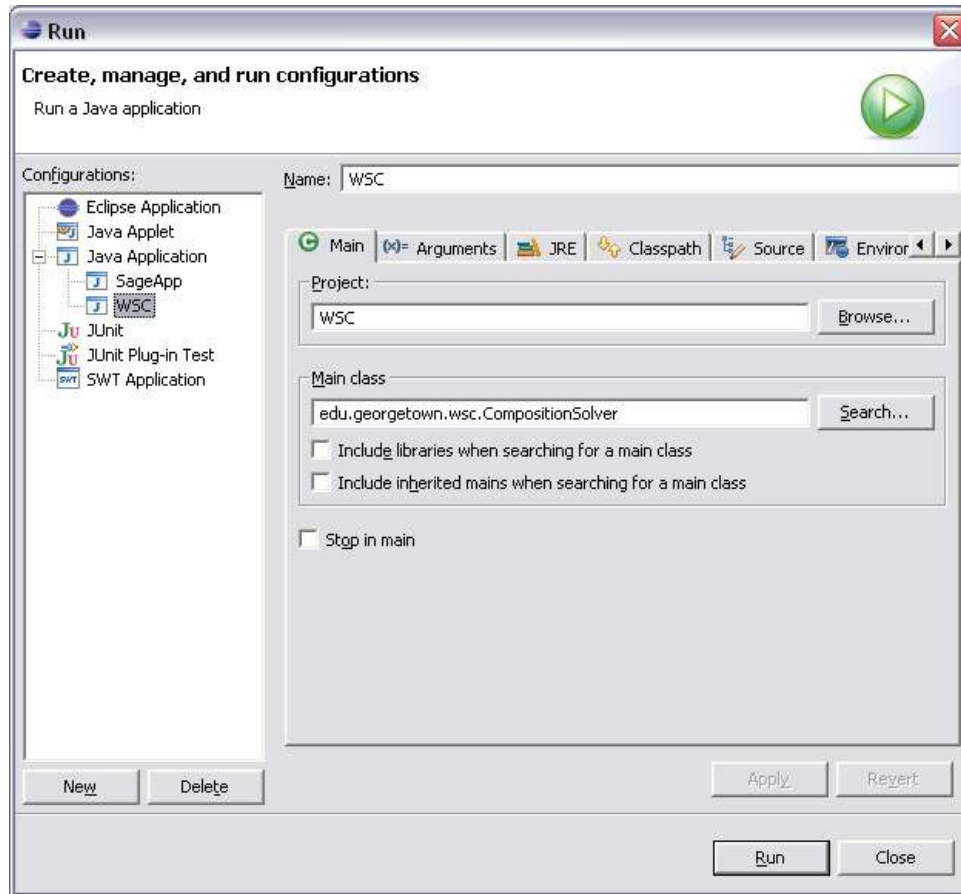 Run
Create, manage, and run configurations
Run a Java application
Configurations:
Eclipse Application
Java Applet
Java Application
SageApp
WSC
JUnit
JUnit Plug-in Test
SWT Application
New
Delete
Name: WSC
Main
(x)= Arguments
JRE
Classpath
Source
Environ
Project:
WSC
Browse...
Main class
edu.georgetown.wsc.CompositionSolver
Search...
Include libraries when searching for a main class
Include inherited mains when searching for a main class
Stop in main
Apply
Revert
Run
Close